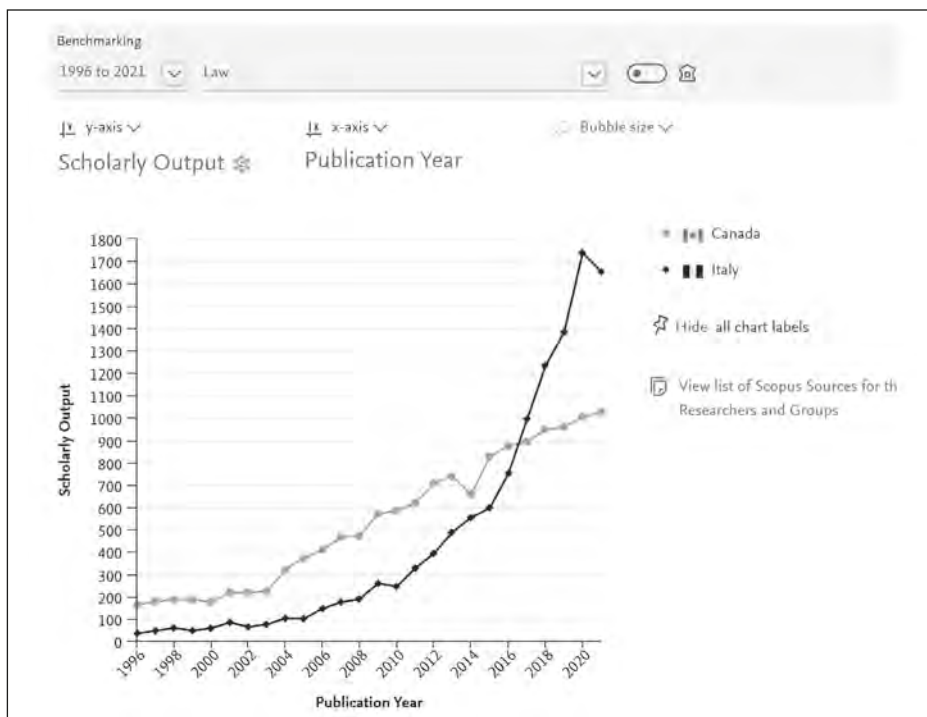 Benchmarking
1996 to 2021 Law
y-axis x-axis Bubble size
Scholarly Output Publication Year
Canada
Italy
Hide all chart labels
View list of Scopus Sources for th
Researchers and Groups
1800
1700
1600
1500
1400
1300
1200
1100
1000
900
800
700
600
500
400
300
200
100
0
Scholarly Output
1996 1998 2000 2002 2004 2006 2008 2010 2012 2014 2016 2018 2020
Publication Year